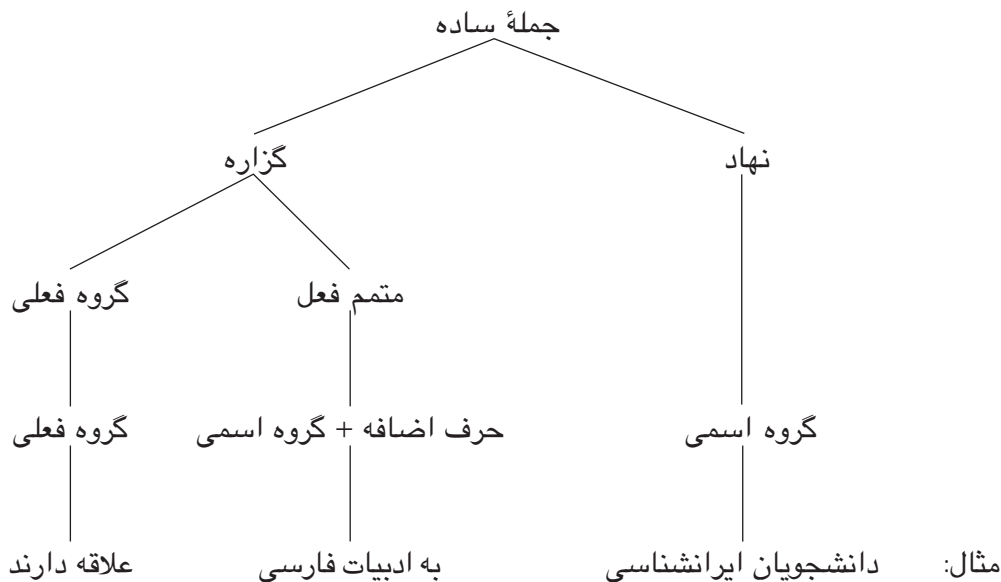 جملهٔ ساده
نهاد گزاره
متمم فعل گروه فعلی
گروه اسمی حرف اضافه + گروه اسمی گروه فعلی
مثال: دانشجویان ایرانشناسی به ادبیات فارسی علاقه دارند